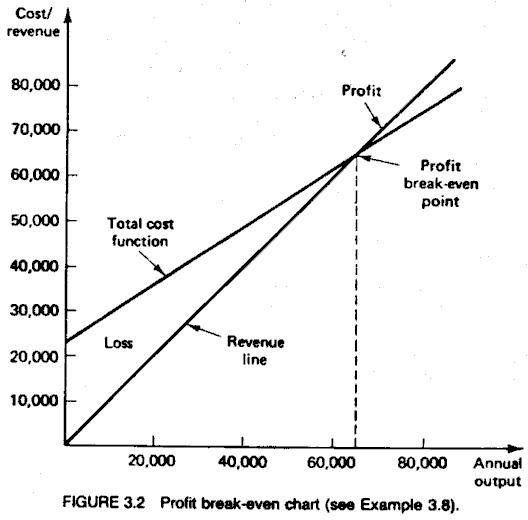 Cost/
revenue
80,000
70,000
60,000
50,000
40,000
30,000
20,000
10,000
Profit
Profit
break-even
point
Total cost
function
Loss
Revenue
line
20,000
40,000
60,000
80,000
Annual
output
FIGURE 3.2 Profit break-even chart (see Example 3.8).